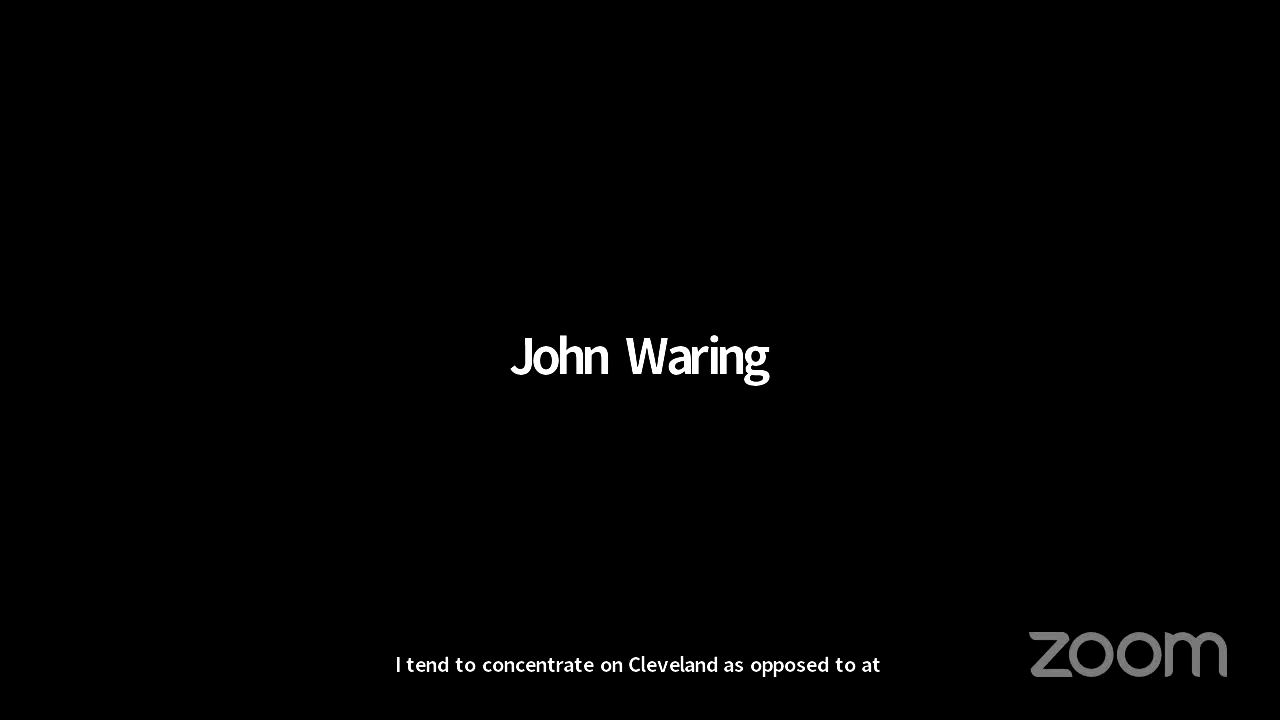 John Waring
I tend to concentrate on Cleveland as opposed to at
zoom